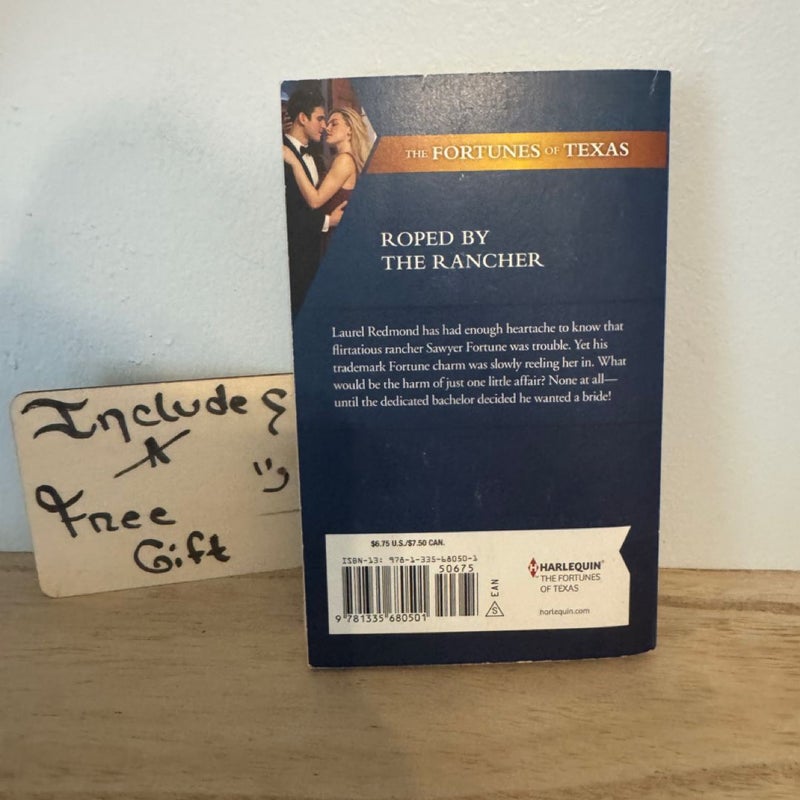 THE FORTUNES OF TEXAS
ROPED BY
THE RANCHER
Laurel Redmond has had enough heartache to know that
flirtatious rancher Sawyer Fortune was trouble. Yet his
trademark Fortune charm was slowly reeling her in. What
would be the harm of just one little affair? None at all—
until the dedicated bachelor decided he wanted a bride!
Includes
A
Free
Gift
$6.75 U.S./$7.50 CAN.
ISBN-13: 978-1-335-68050-1
50675
9 781335 680501
EAN
S
HARLEQUIN®
THE FORTUNES
OF TEXAS
harlequin.com